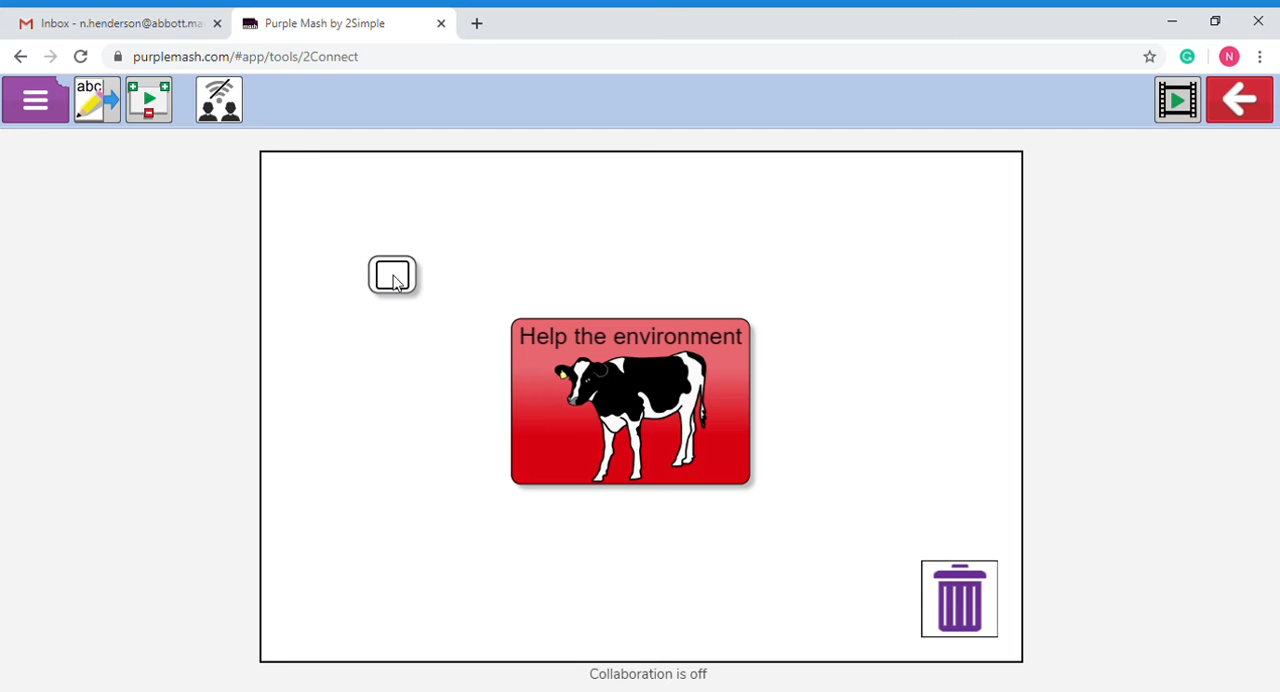 Inbox - n.henderson@abbott.ma
Purple Mash by 2Simple
purplemash.com/#app/tools/2Connect
N
abc
Help the environment
Collaboration is off